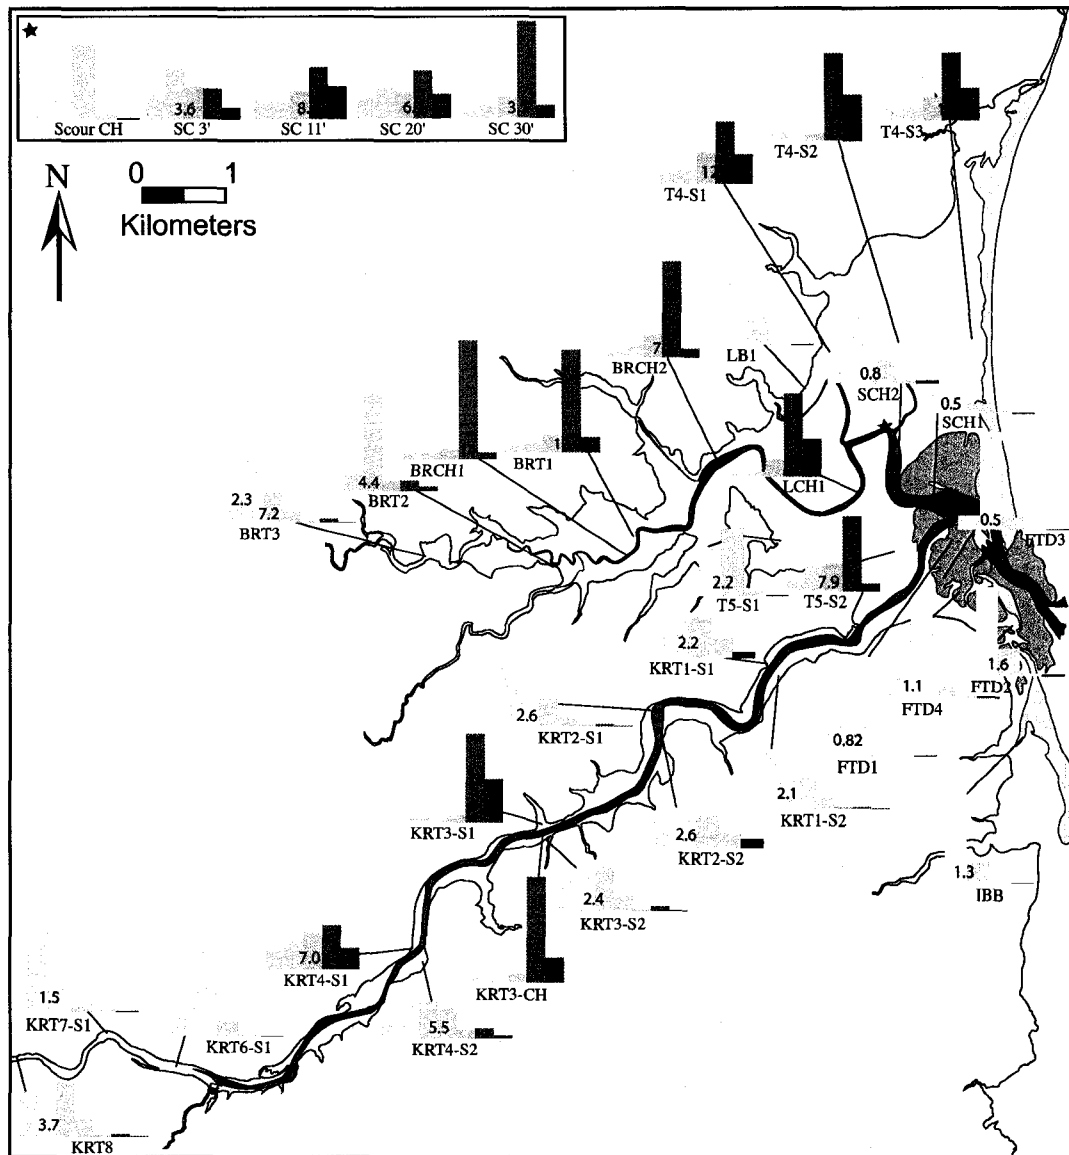 3.6
8.
6.
3.
Scour CH
SC 3'
SC 11'
SC 20'
SC 30'
N
0 1
Kilometers
T4-S3
T4-S2
12
T4-S1
7.
BRCH2
LB1
0.8
SCH2
0.5
SCH1
BRCH1
1
BRT1
LCH1
4.4
BRT2
2.3
7.2
BRT3
0.5
FTD3
2.2
T5-S1
7.9
T5-S2
2.2
KRT1-S1
1.6
FTD2
1.1
FTD4
2.6
KRT2-S1
0.82
FTD1
2.1
KRT1-S2
KRT3-S1
2.6
KRT2-S2
1.3
IBB
2.4
KRT3-S2
7.0
KRT4-S1
KRT3-CH
1.5
KRT7-S1
5.5
KRT4-S2
KRT6-S1
3.7
KRT8